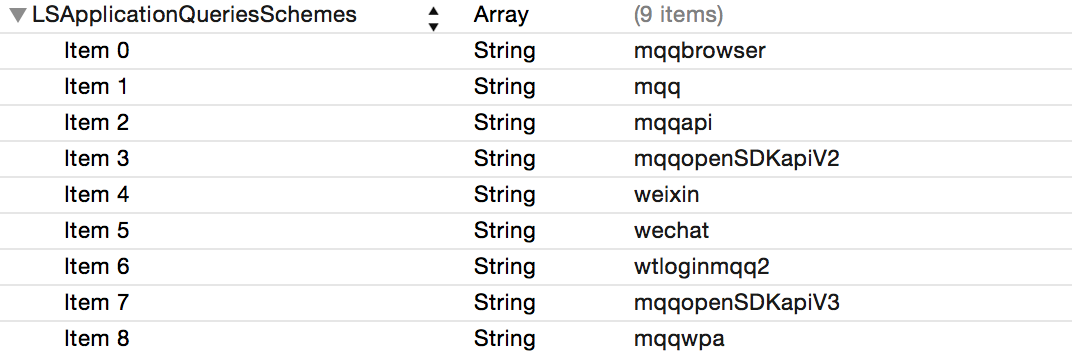 LSApplicationQueriesSchemes Array (9 items)
Item 0 String mqqbrowser
Item 1 String mqq
Item 2 String mqqapi
Item 3 String mqqopenSDKapiV2
Item 4 String weixin
Item 5 String wechat
Item 6 String wtloginmqq2
Item 7 String mqqopenSDKapiV3
Item 8 String mqqwpa